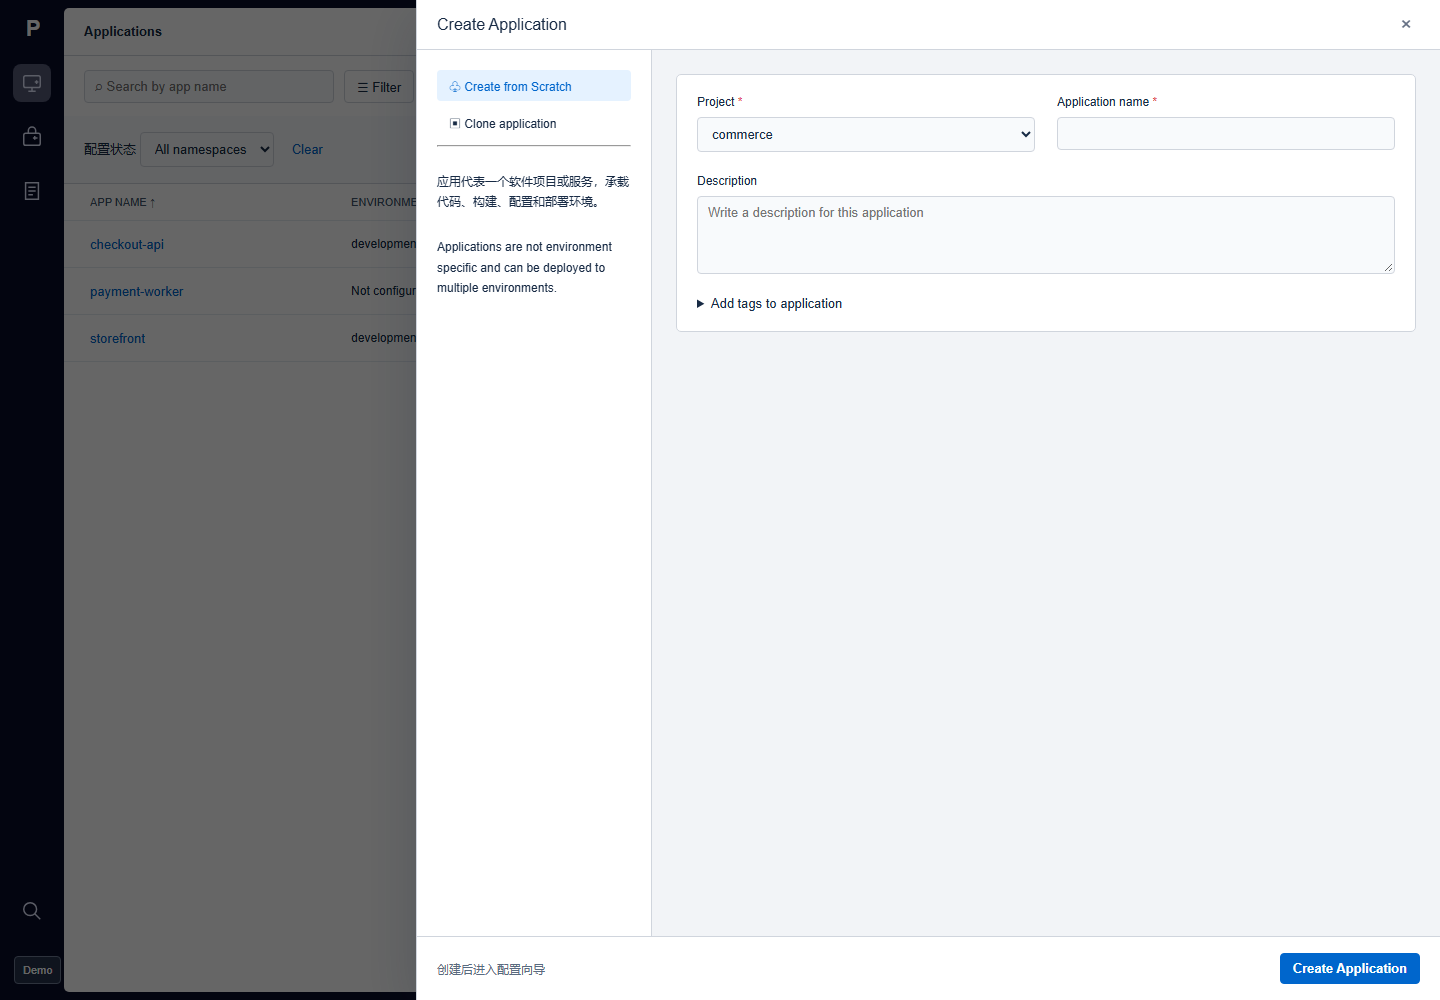 P
Applications
Search by app name
Filter
配置状态
All namespaces
Clear
APP NAME ↑
ENVIRONME
checkout-api
developmen
payment-worker
Not configur
storefront
developmen
Demo
Create Application
×
Create from Scratch
Clone application
应用代表一个软件项目或服务，承载
代码、构建、配置和部署环境。
Applications are not environment
specific and can be deployed to
multiple environments.
Project *
Application name *
commerce
Description
Write a description for this application
Add tags to application
创建后进入配置向导
Create Application